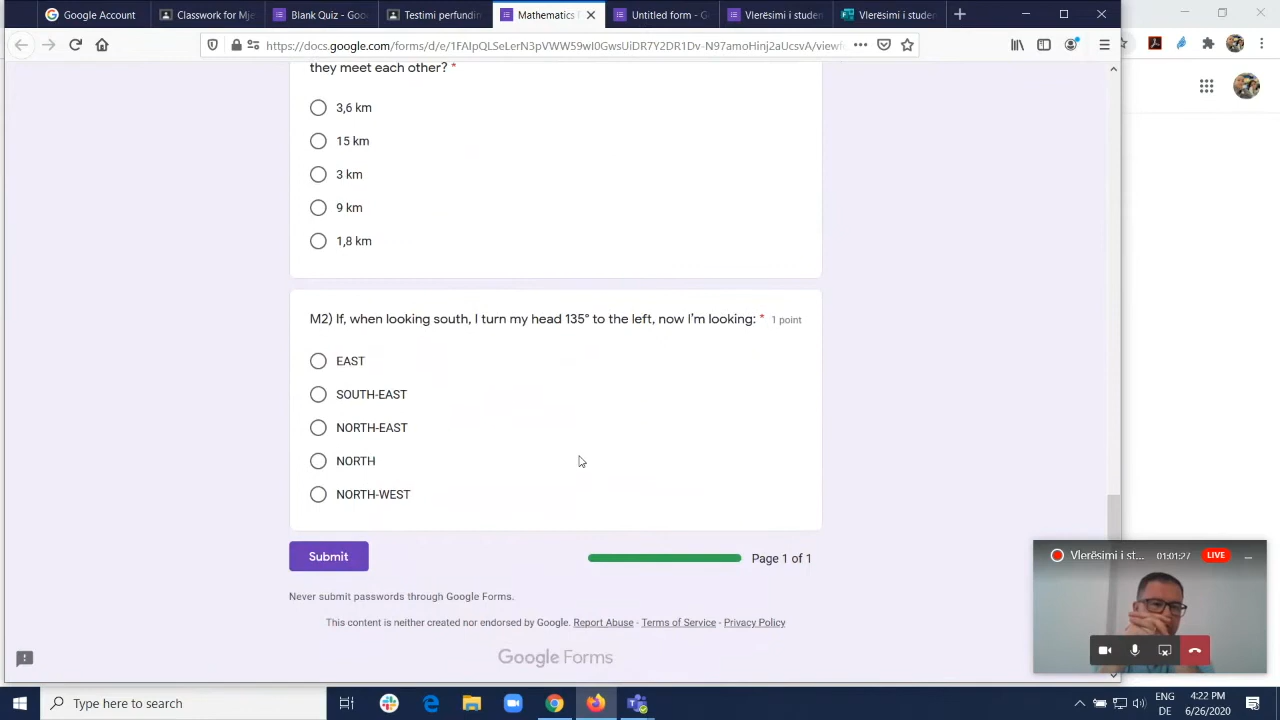 Google Account
Classwork for Mje
Blank Quiz - Goo
Testimi perfundin
Mathematics
Untitled form - G
Vlerësimi i studen
Vlerësimi i studen
https://docs.google.com/forms/d/e/1FAIpQLSeLerN3pVWW59wI0GwsUiDR7Y2DR1Dv-N97amoHinj2aUcsvA/viewf
they meet each other? *
3,6 km
15 km
3 km
9 km
1,8 km
M2) If, when looking south, I turn my head 135° to the left, now I'm looking: * 1 point
EAST
SOUTH-EAST
NORTH-EAST
NORTH
NORTH-WEST
Submit
Page 1 of 1
Never submit passwords through Google Forms.
This content is neither created nor endorsed by Google. Report Abuse - Terms of Service - Privacy Policy
Google Forms
Vlerësimi i st... 01:01:27 LIVE
Type here to search
ENG
DE
4:22 PM
6/26/2020